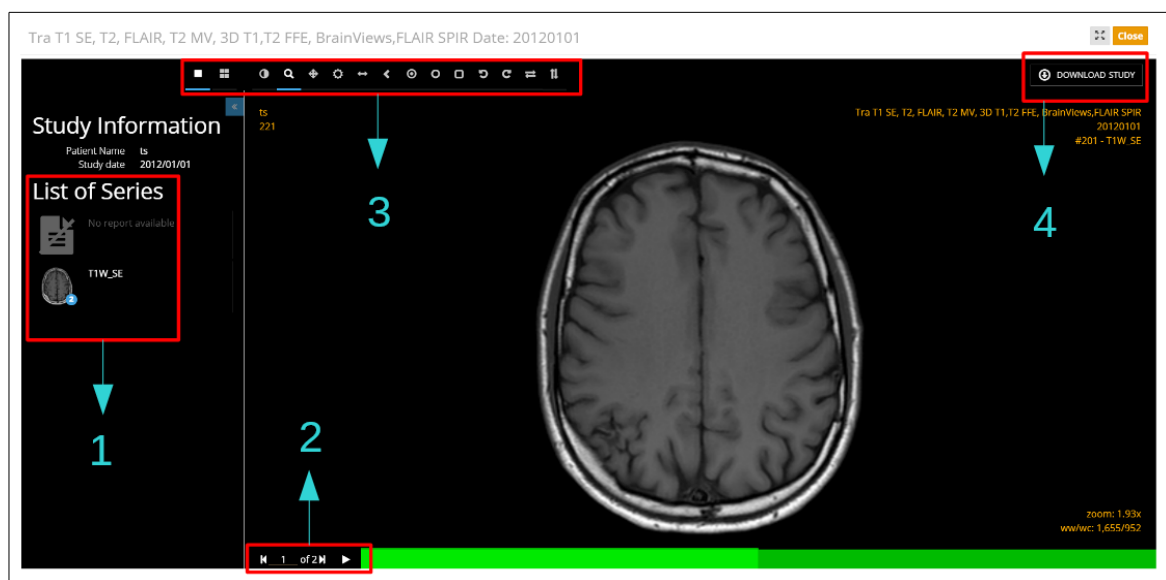 Tra T1 SE, T2, FLAIR, T2 MV, 3D T1,T2 FFE, BrainViews,FLAIR SPIR Date: 20120101
Close
DOWNLOAD STUDY
Study Information
Patient Name ts
Study date 2012/01/01
List of Series
No report available
T1W_SE
2
ts
221
Tra T1 SE, T2, FLAIR, T2 MV, 3D T1,T2 FFE, BrainViews,FLAIR SPIR
20120101
#201 - T1W_SE
3
4
1
2
zoom: 1.93x
ww/wc: 1,655/952
1 of 2